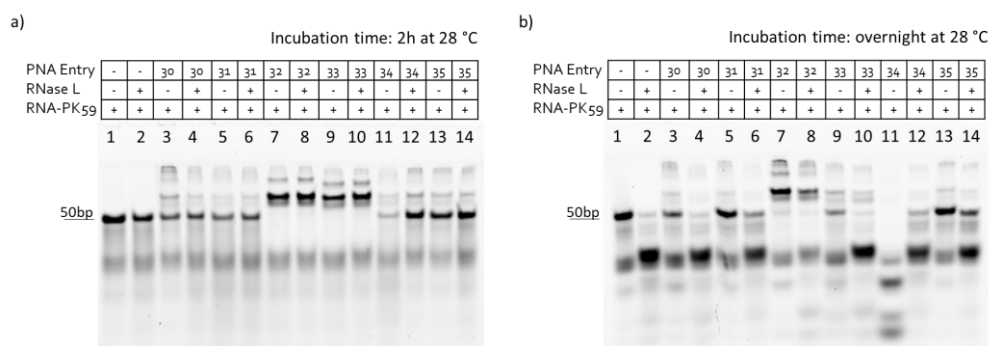 a)
Incubation time: 2h at 28 °C
PNA Entry - - 30 30 31 31 32 32 33 33 34 34 35 35
RNase L - + - + - + - + - + - + - +
RNA-PK59 + + + + + + + + + + + + + +
1 2 3 4 5 6 7 8 9 10 11 12 13 14
50bp
b)
Incubation time: overnight at 28 °C
PNA Entry - - 30 30 31 31 32 32 33 33 34 34 35 35
RNase L - + - + - + - + - + - + - +
RNA-PK59 + + + + + + + + + + + + + +
1 2 3 4 5 6 7 8 9 10 11 12 13 14
50bp